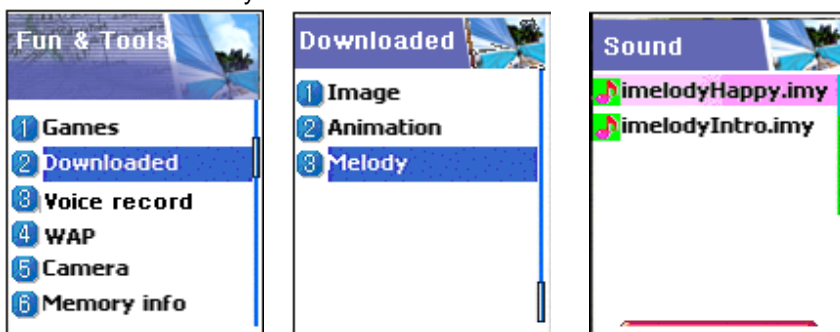 Fun & Tools
1 Games
2 Downloaded
3 Voice record
4 WAP
5 Camera
6 Memory info
Downloaded
1 Image
2 Animation
3 Melody
Sound
imelodyHappy.imy
imelodyIntro.imy